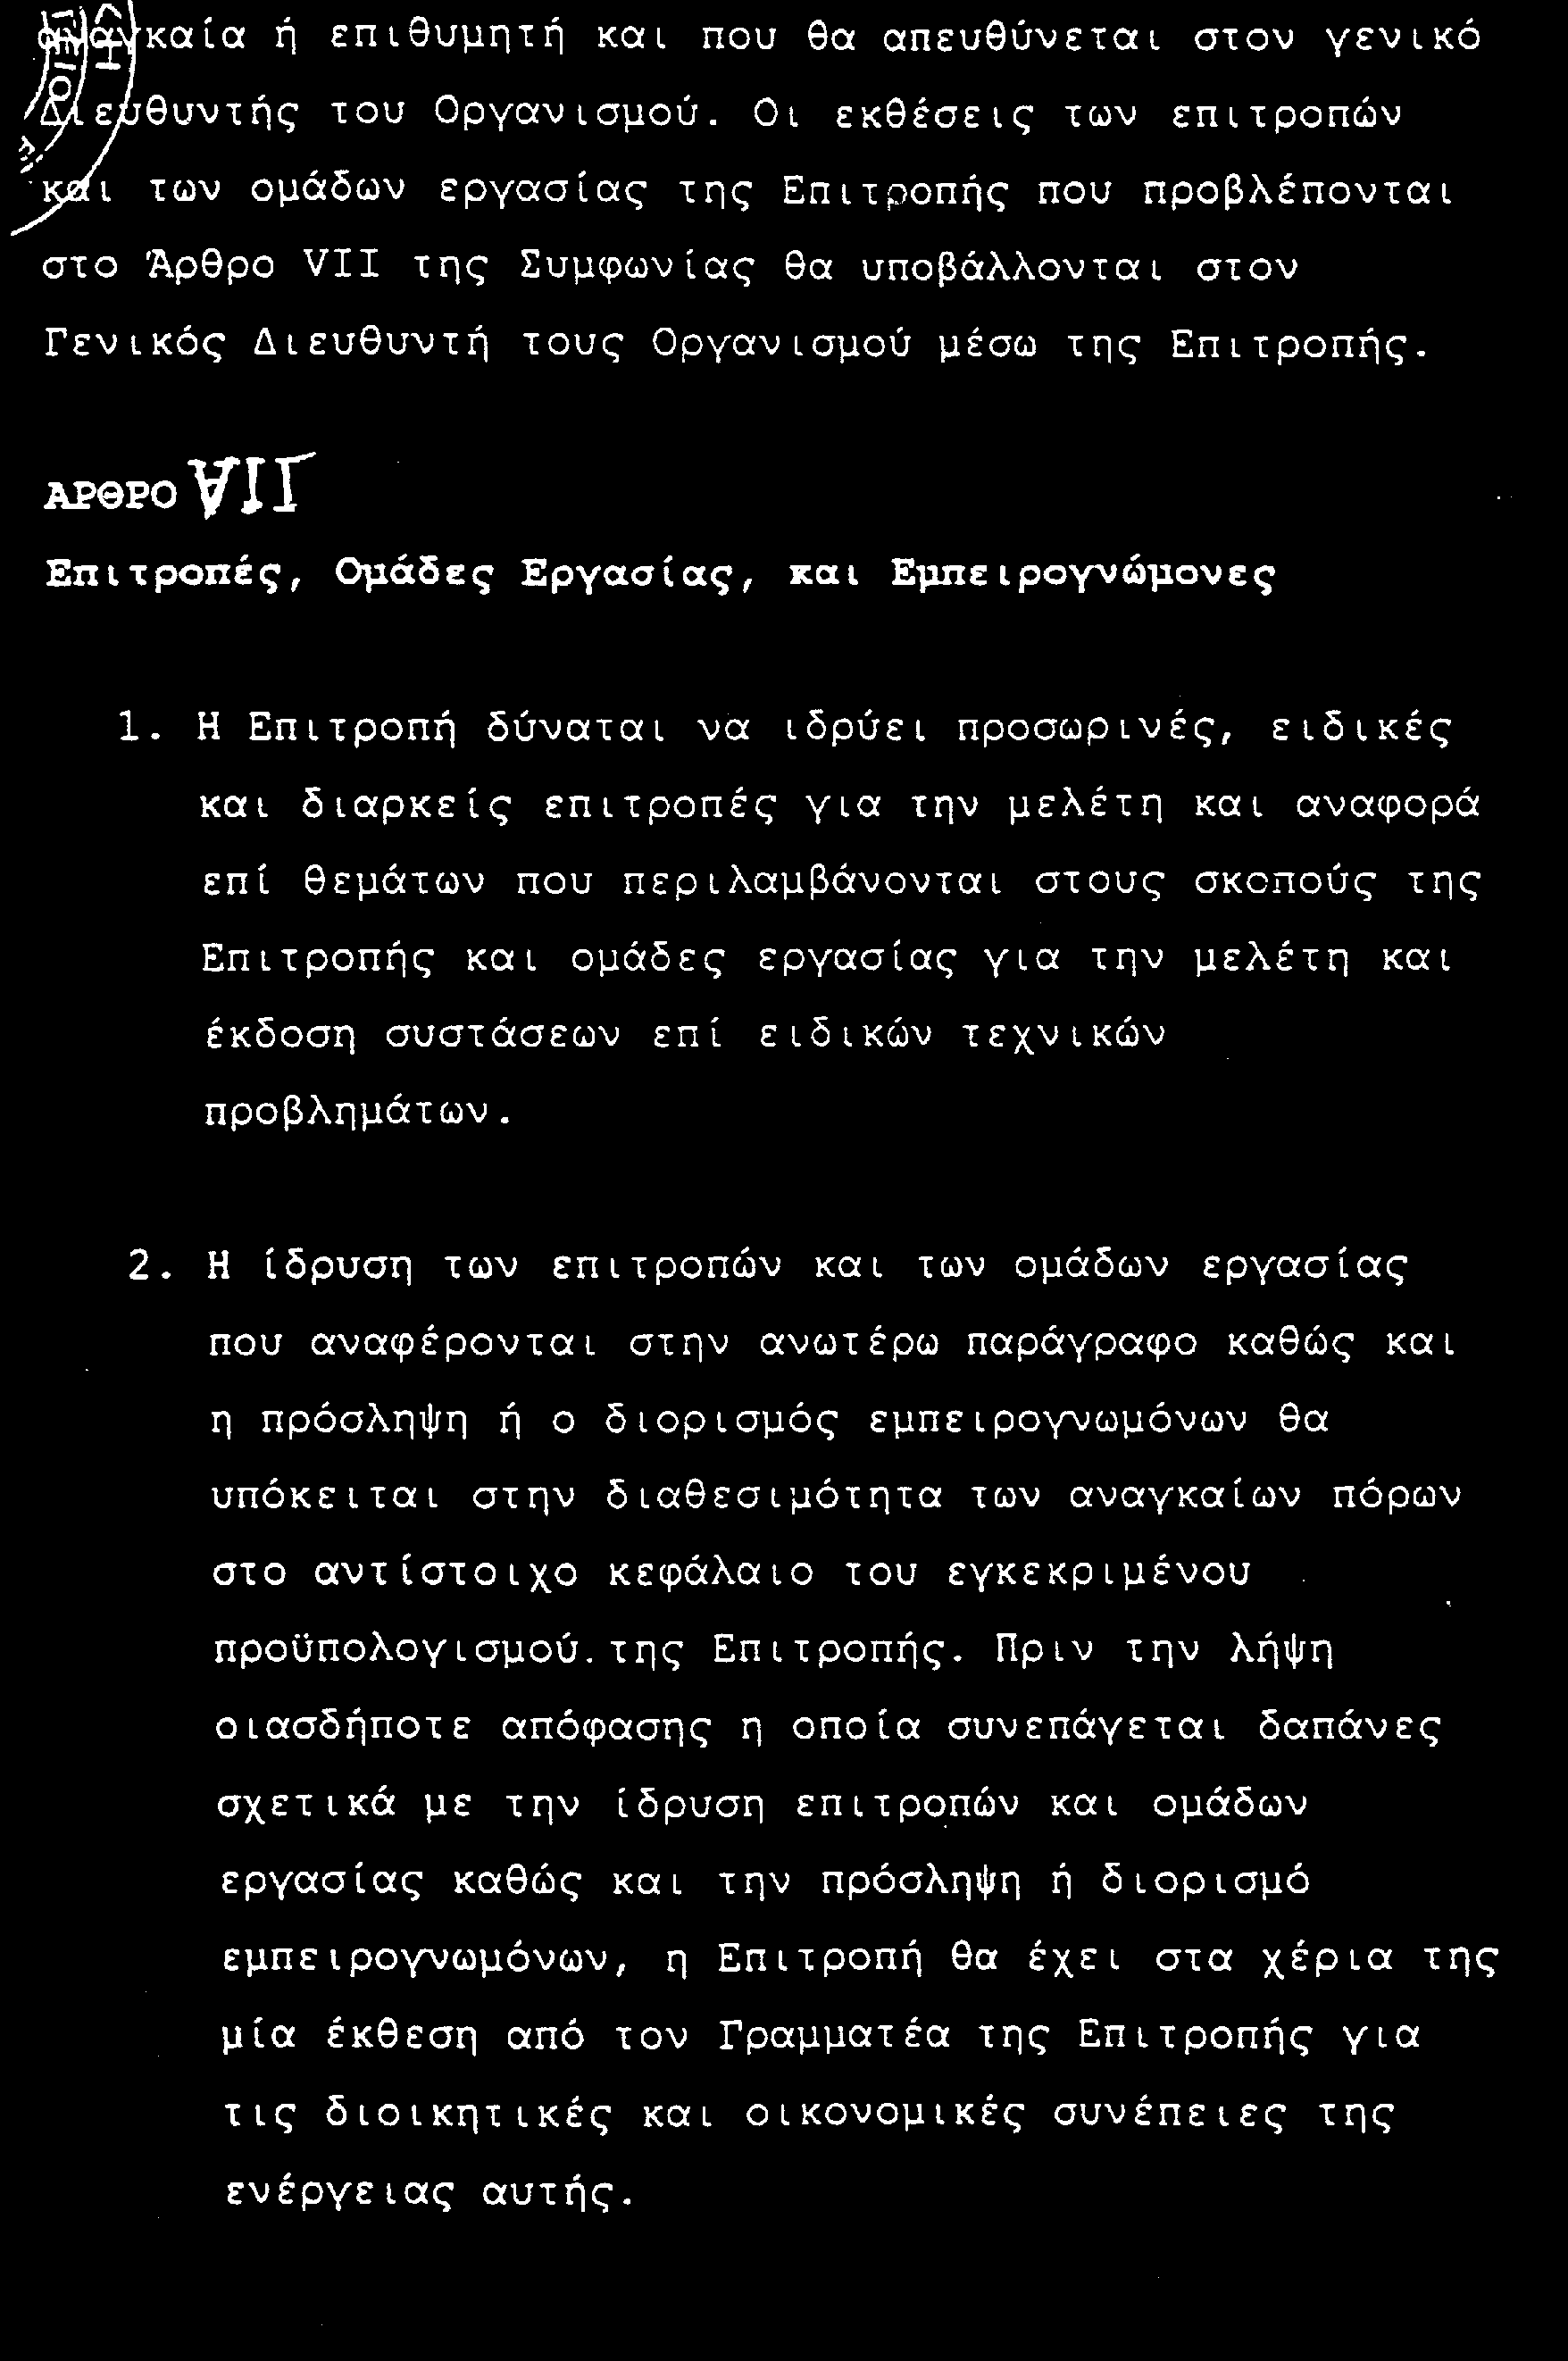 αναγκαία ή επιθυμητή και που θα απευθύνεται στον γενικό
Διευθυντής του Οργανισμού. Οι εκθέσεις των επιτροπών
και των ομάδων εργασίας της Επιτροπής που προβλέπονται
στο Άρθρο VII της Συμφωνίας θα υποβάλλονται στον
Γενικός Διευθυντή τους Οργανισμού μέσω της Επιτροπής.
ΑΡΘΡΟ VII
Επιτροπές, Ομάδες Εργασίας, και Εμπειρογνώμονες
1. Η Επιτροπή δύναται να ιδρύει προσωρινές, ειδικές
και διαρκείς επιτροπές για την μελέτη και αναφορά
επί θεμάτων που περιλαμβάνονται στους σκοπούς της
Επιτροπής και ομάδες εργασίας για την μελέτη και
έκδοση συστάσεων επί ειδικών τεχνικών
προβλημάτων.
2. Η ίδρυση των επιτροπών και των ομάδων εργασίας
που αναφέρονται στην ανωτέρω παράγραφο καθώς και
η πρόσληψη ή ο διορισμός εμπειρογνωμόνων θα
υπόκειται στην διαθεσιμότητα των αναγκαίων πόρων
στο αντίστοιχο κεφάλαιο του εγκεκριμένου
προϋπολογισμού.της Επιτροπής. Πριν την λήψη
οιασδήποτε απόφασης η οποία συνεπάγεται δαπάνες
σχετικά με την ίδρυση επιτροπών και ομάδων
εργασίας καθώς και την πρόσληψη ή διορισμό
εμπειρογνωμόνων, η Επιτροπή θα έχει στα χέρια της
μία έκθεση από τον Γραμματέα της Επιτροπής για
τις διοικητικές και οικονομικές συνέπειες της
ενέργειας αυτής.